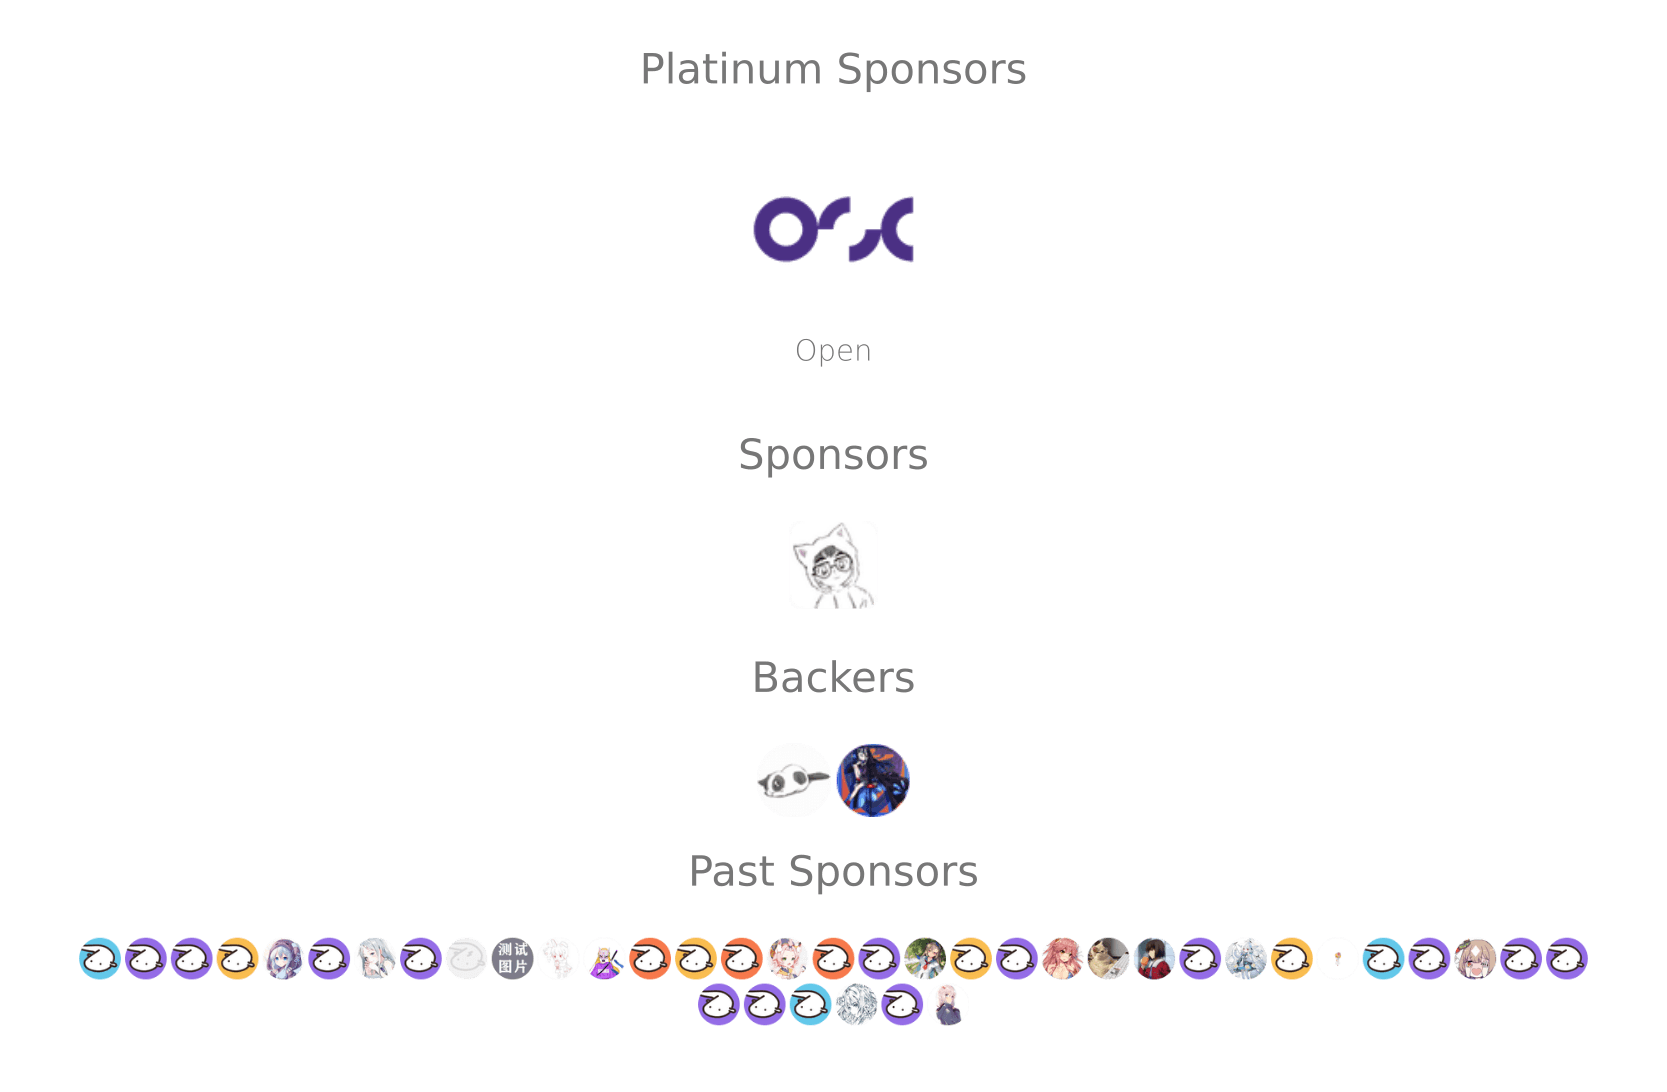 Platinum Sponsors
Open
Sponsors
Backers
Past Sponsors
测试
图片